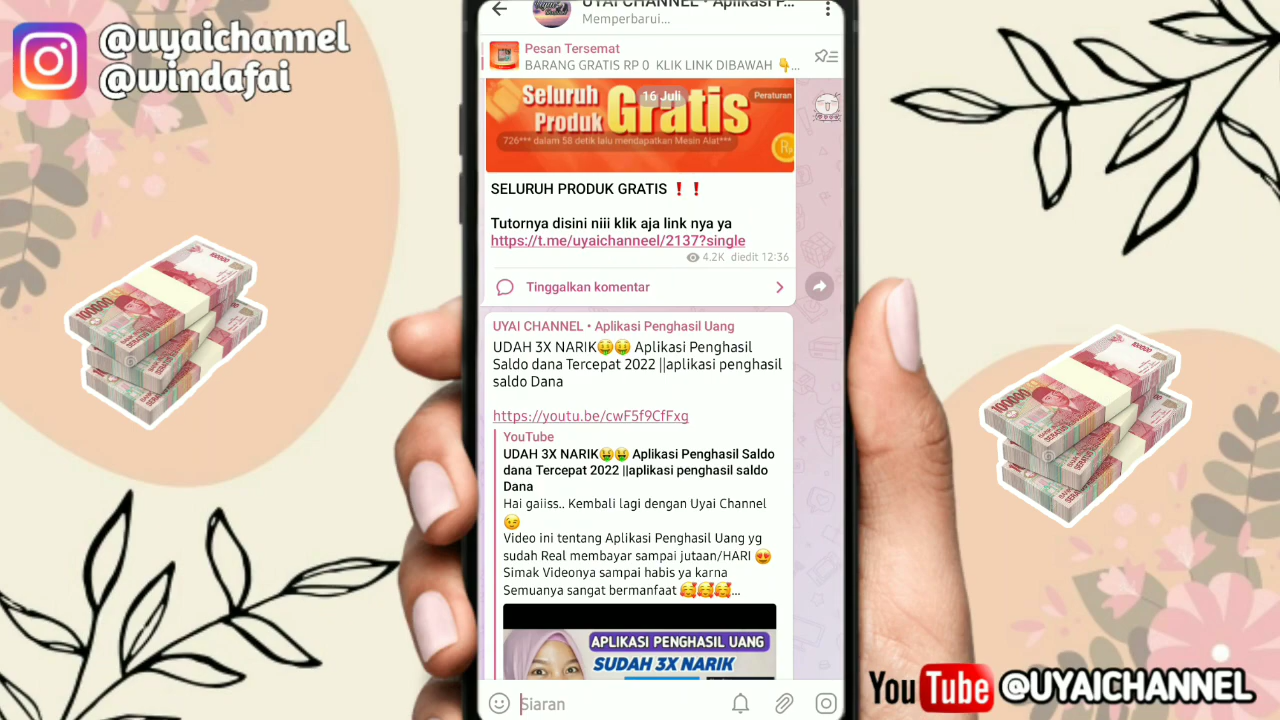 @uyaichannel
@windafai
UYAI CHANNEL • Aplikasi P...
Memperbarui...
Pesan Tersemat
BARANG GRATIS RP 0 KLIK LINK DIBAWAH 👇...
16 Juli
Peraturan
Seluruh
Produk Gratis
726*** dalam 58 detik lalu mendapatkan Mesin Alat***
SELURUH PRODUK GRATIS ❗❗
Tutornya disini niii klik aja link nya ya
https://t.me/uyaichanneel/2137?single
4.2K diedit 12:36
Tinggalkan komentar
UYAI CHANNEL • Aplikasi Penghasil Uang
UDAH 3X NARIK🤑🤑 Aplikasi Penghasil
Saldo dana Tercepat 2022 ||aplikasi penghasil
saldo Dana
https://youtu.be/cwF5f9CfFxg
YouTube
UDAH 3X NARIK🤑🤑 Aplikasi Penghasil Saldo
dana Tercepat 2022 ||aplikasi penghasil saldo
Dana
Hai gaiiss.. Kembali lagi dengan Uyai Channel
😉
Video ini tentang Aplikasi Penghasil Uang yg
sudah Real membayar sampai jutaan/HARI 😍
Simak Videonya sampai habis ya karna
Semuanya sangat bermanfaat 🥰🥰🥰...
APLIKASI PENGHASIL UANG
SUDAH 3X NARIK
Siaran
100000
100000
YouTube @UYAICHANNEL